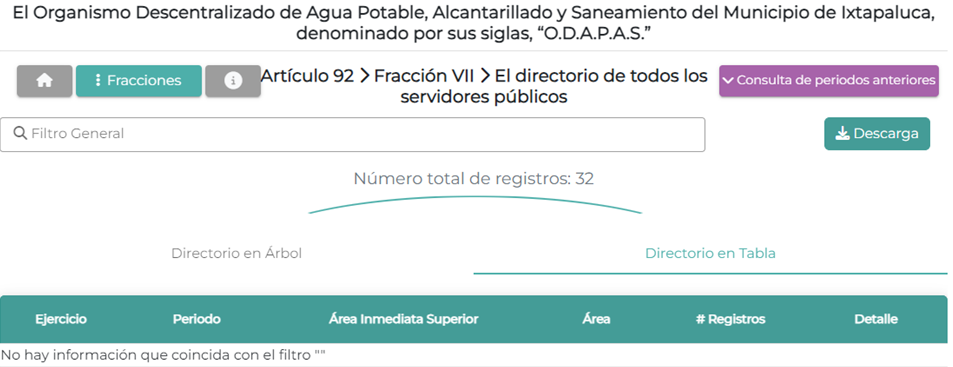 El Organismo Descentralizado de Agua Potable, Alcantarillado y Saneamiento del Municipio de Ixtapaluca,
denominado por sus siglas, “O.D.A.P.A.S.”
Fracciones
Artículo 92 > Fracción VII > El directorio de todos los
servidores públicos
Consulta de periodos anteriores
Filtro General
Descarga
Número total de registros: 32
Directorio en Árbol
Directorio en Tabla
Ejercicio Periodo Área Inmediata Superior Área # Registros Detalle
No hay información que coincida con el filtro ""